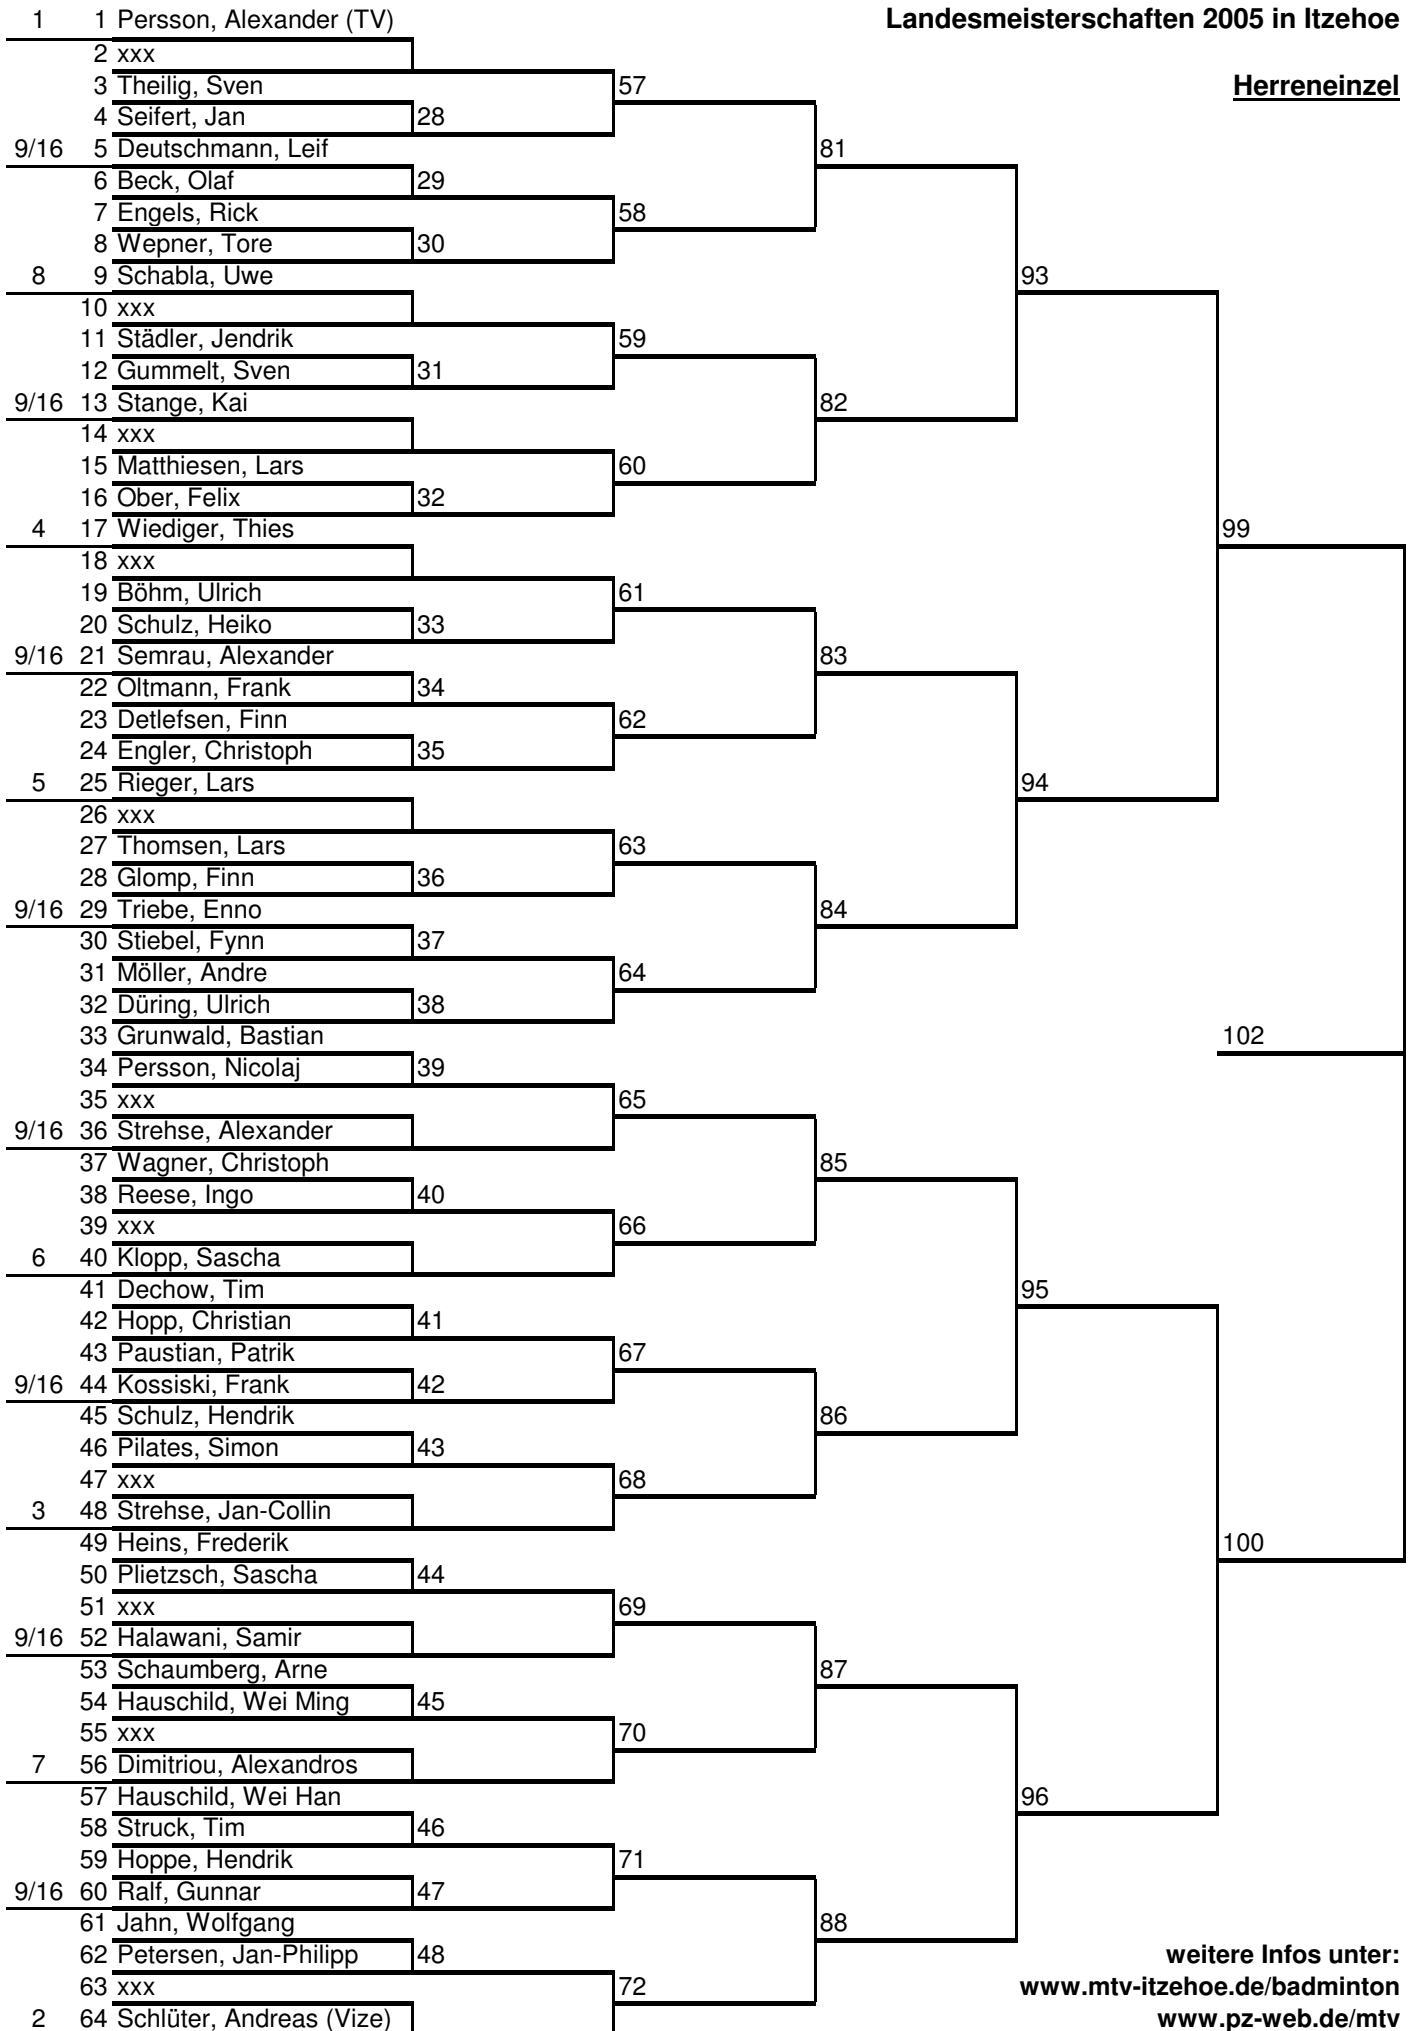 1 1 Persson, Alexander (TV) Landesmeisterschaften 2005 in Itzehoe
2 xxx
3 Theilig, Sven 57 Herreneinzel
4 Seifert, Jan 28
9/16 5 Deutschmann, Leif 81
6 Beck, Olaf 29
7 Engels, Rick 58
8 Wepner, Tore 30
8 9 Schabla, Uwe 93
10 xxx
11 Städler, Jendrik 59
12 Gummelt, Sven 31
9/16 13 Stange, Kai 82
14 xxx
15 Matthiesen, Lars 60
16 Ober, Felix 32
4 17 Wiediger, Thies 99
18 xxx
19 Böhm, Ulrich 61
20 Schulz, Heiko 33
9/16 21 Semrau, Alexander 83
22 Oltmann, Frank 34
23 Detlefsen, Finn 62
24 Engler, Christoph 35
5 25 Rieger, Lars 94
26 xxx
27 Thomsen, Lars 63
28 Glomp, Finn 36
9/16 29 Triebe, Enno 84
30 Stiebel, Fynn 37
31 Möller, Andre 64
32 Düring, Ulrich 38
33 Grunwald, Bastian 102
34 Persson, Nicolaj 39
35 xxx 65
9/16 36 Strehse, Alexander
37 Wagner, Christoph 85
38 Reese, Ingo 40
39 xxx 66
6 40 Klopp, Sascha
41 Dechow, Tim 95
42 Hopp, Christian 41
43 Paustian, Patrik 67
9/16 44 Kossiski, Frank 42
45 Schulz, Hendrik 86
46 Pilates, Simon 43
47 xxx 68
3 48 Strehse, Jan-Collin
49 Heins, Frederik 100
50 Plietzsch, Sascha 44
51 xxx 69
9/16 52 Halawani, Samir
53 Schaumberg, Arne 87
54 Hauschild, Wei Ming 45
55 xxx 70
7 56 Dimitriou, Alexandros
57 Hauschild, Wei Han 96
58 Struck, Tim 46
59 Hoppe, Hendrik 71
9/16 60 Ralf, Gunnar 47
61 Jahn, Wolfgang 88
62 Petersen, Jan-Philipp 48 weitere Infos unter:
63 xxx 72 www.mtv-itzehoe.de/badminton
2 64 Schlüter, Andreas (Vize) www.pz-web.de/mtv